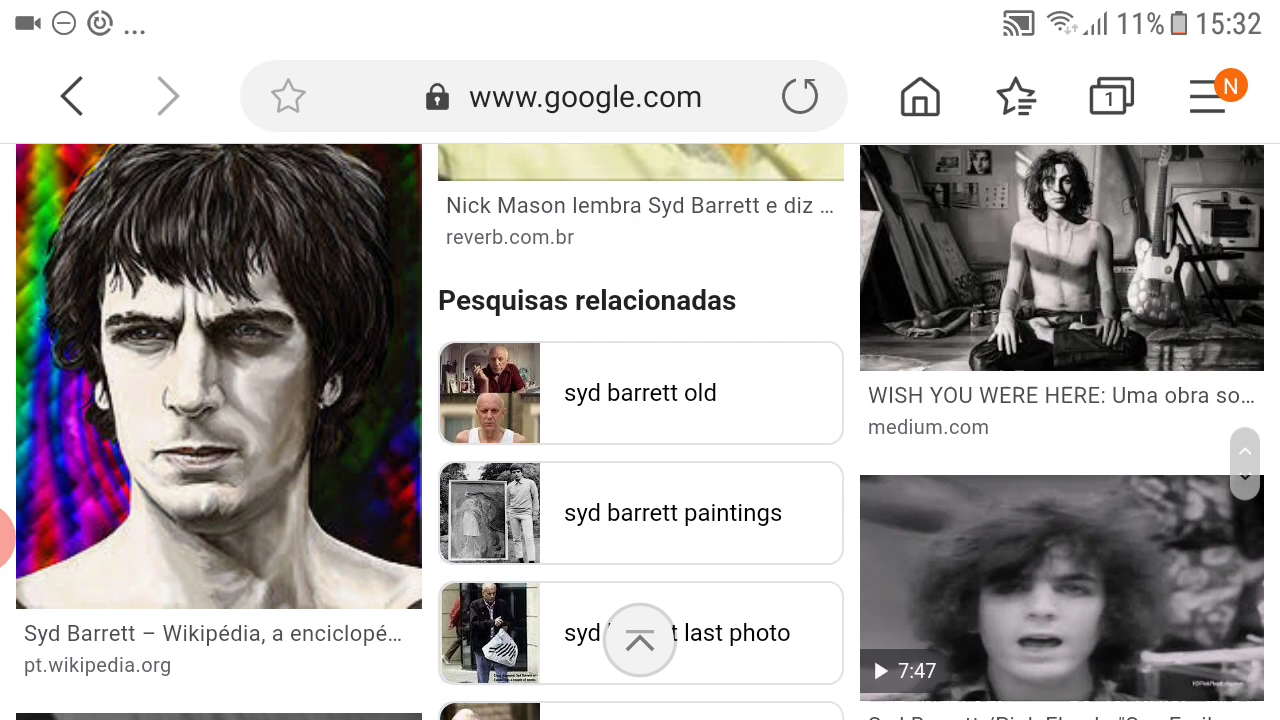 ... 11% 15:32
www.google.com 1 N
Nick Mason lembra Syd Barrett e diz ...
reverb.com.br
Pesquisas relacionadas
syd barrett old
syd barrett paintings
syd t last photo
Syd Barrett – Wikipédia, a enciclopé...
pt.wikipedia.org
WISH YOU WERE HERE: Uma obra so...
medium.com
7:47